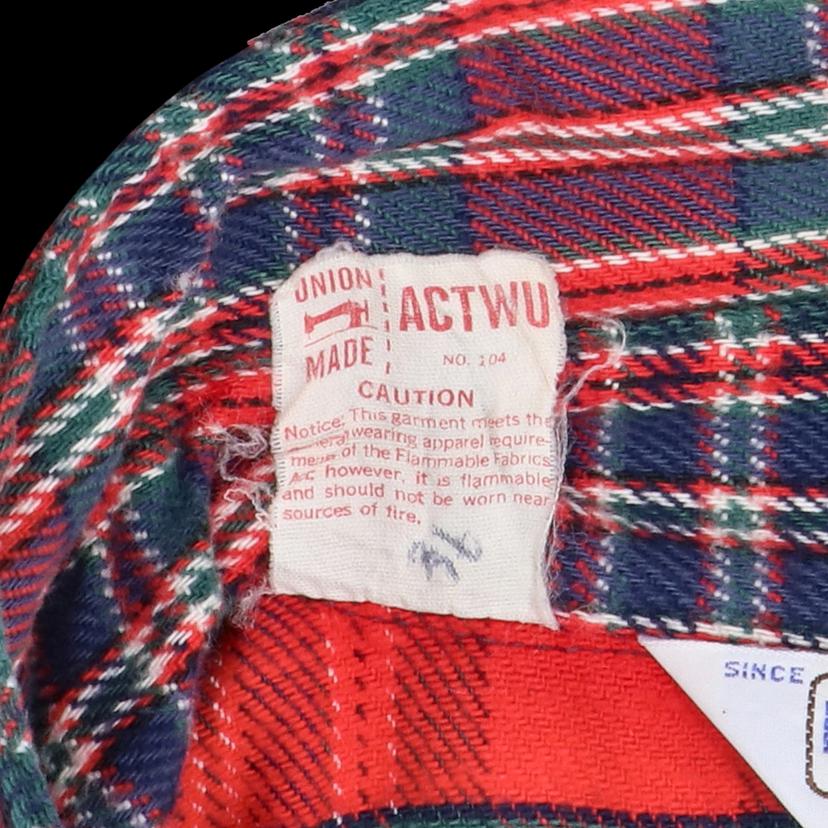 UNION
MADE
ACTWU
NO. 104
CAUTION
Notice: This garment meets the
wearing apparel require-
of the Flammable Fabrics
Act, however, it is flammable
and should not be worn near
sources of fire.
SINCE